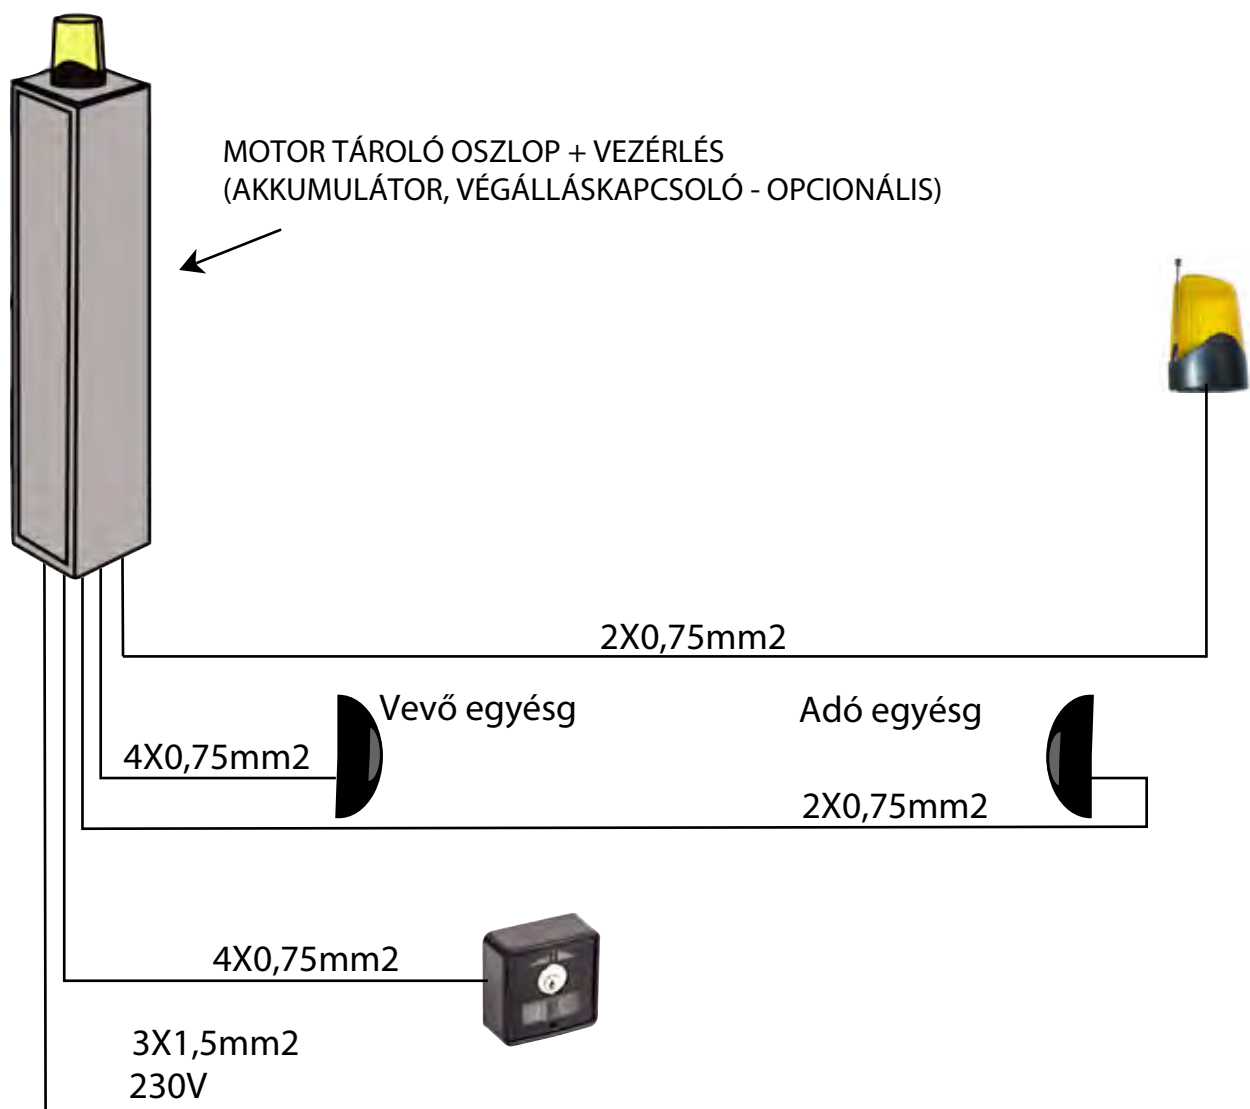 MOTOR TÁROLÓ OSZLOP + VEZÉRLÉS
(AKKUMULÁTOR, VÉGÁLLÁSKAPCSOLÓ - OPCIONÁLIS)
2X0,75mm2
Vevő egyésg
Adó egyésg
4X0,75mm2
2X0,75mm2
4X0,75mm2
3X1,5mm2
230V